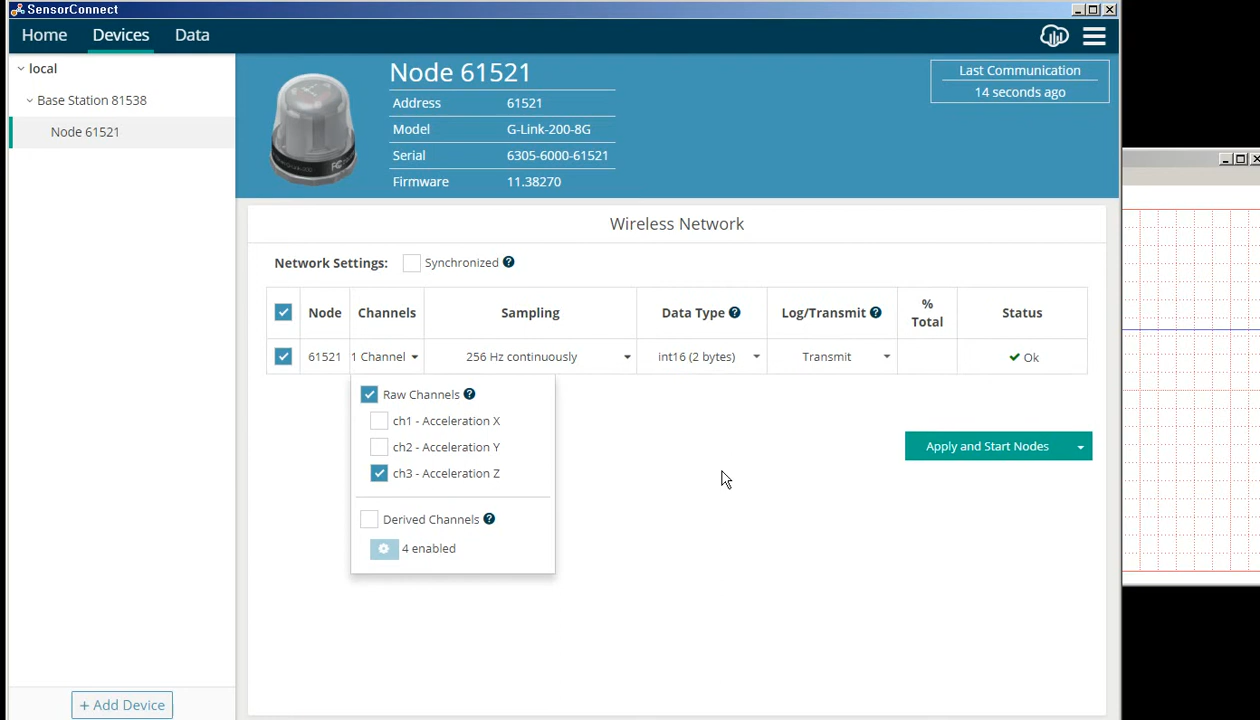 SensorConnect
Home Devices Data
local
Base Station 81538
Node 61521
+ Add Device
Node 61521
Address 61521
Model G-Link-200-8G
Serial 6305-6000-61521
Firmware 11.38270
Last Communication
14 seconds ago
Wireless Network
Network Settings: Synchronized ?
Node Channels Sampling Data Type ? Log/Transmit ? % Total Status
61521 1 Channel 256 Hz continuously int16 (2 bytes) Transmit Ok
Raw Channels ?
ch1 - Acceleration X
ch2 - Acceleration Y
ch3 - Acceleration Z
Derived Channels ?
4 enabled
Apply and Start Nodes